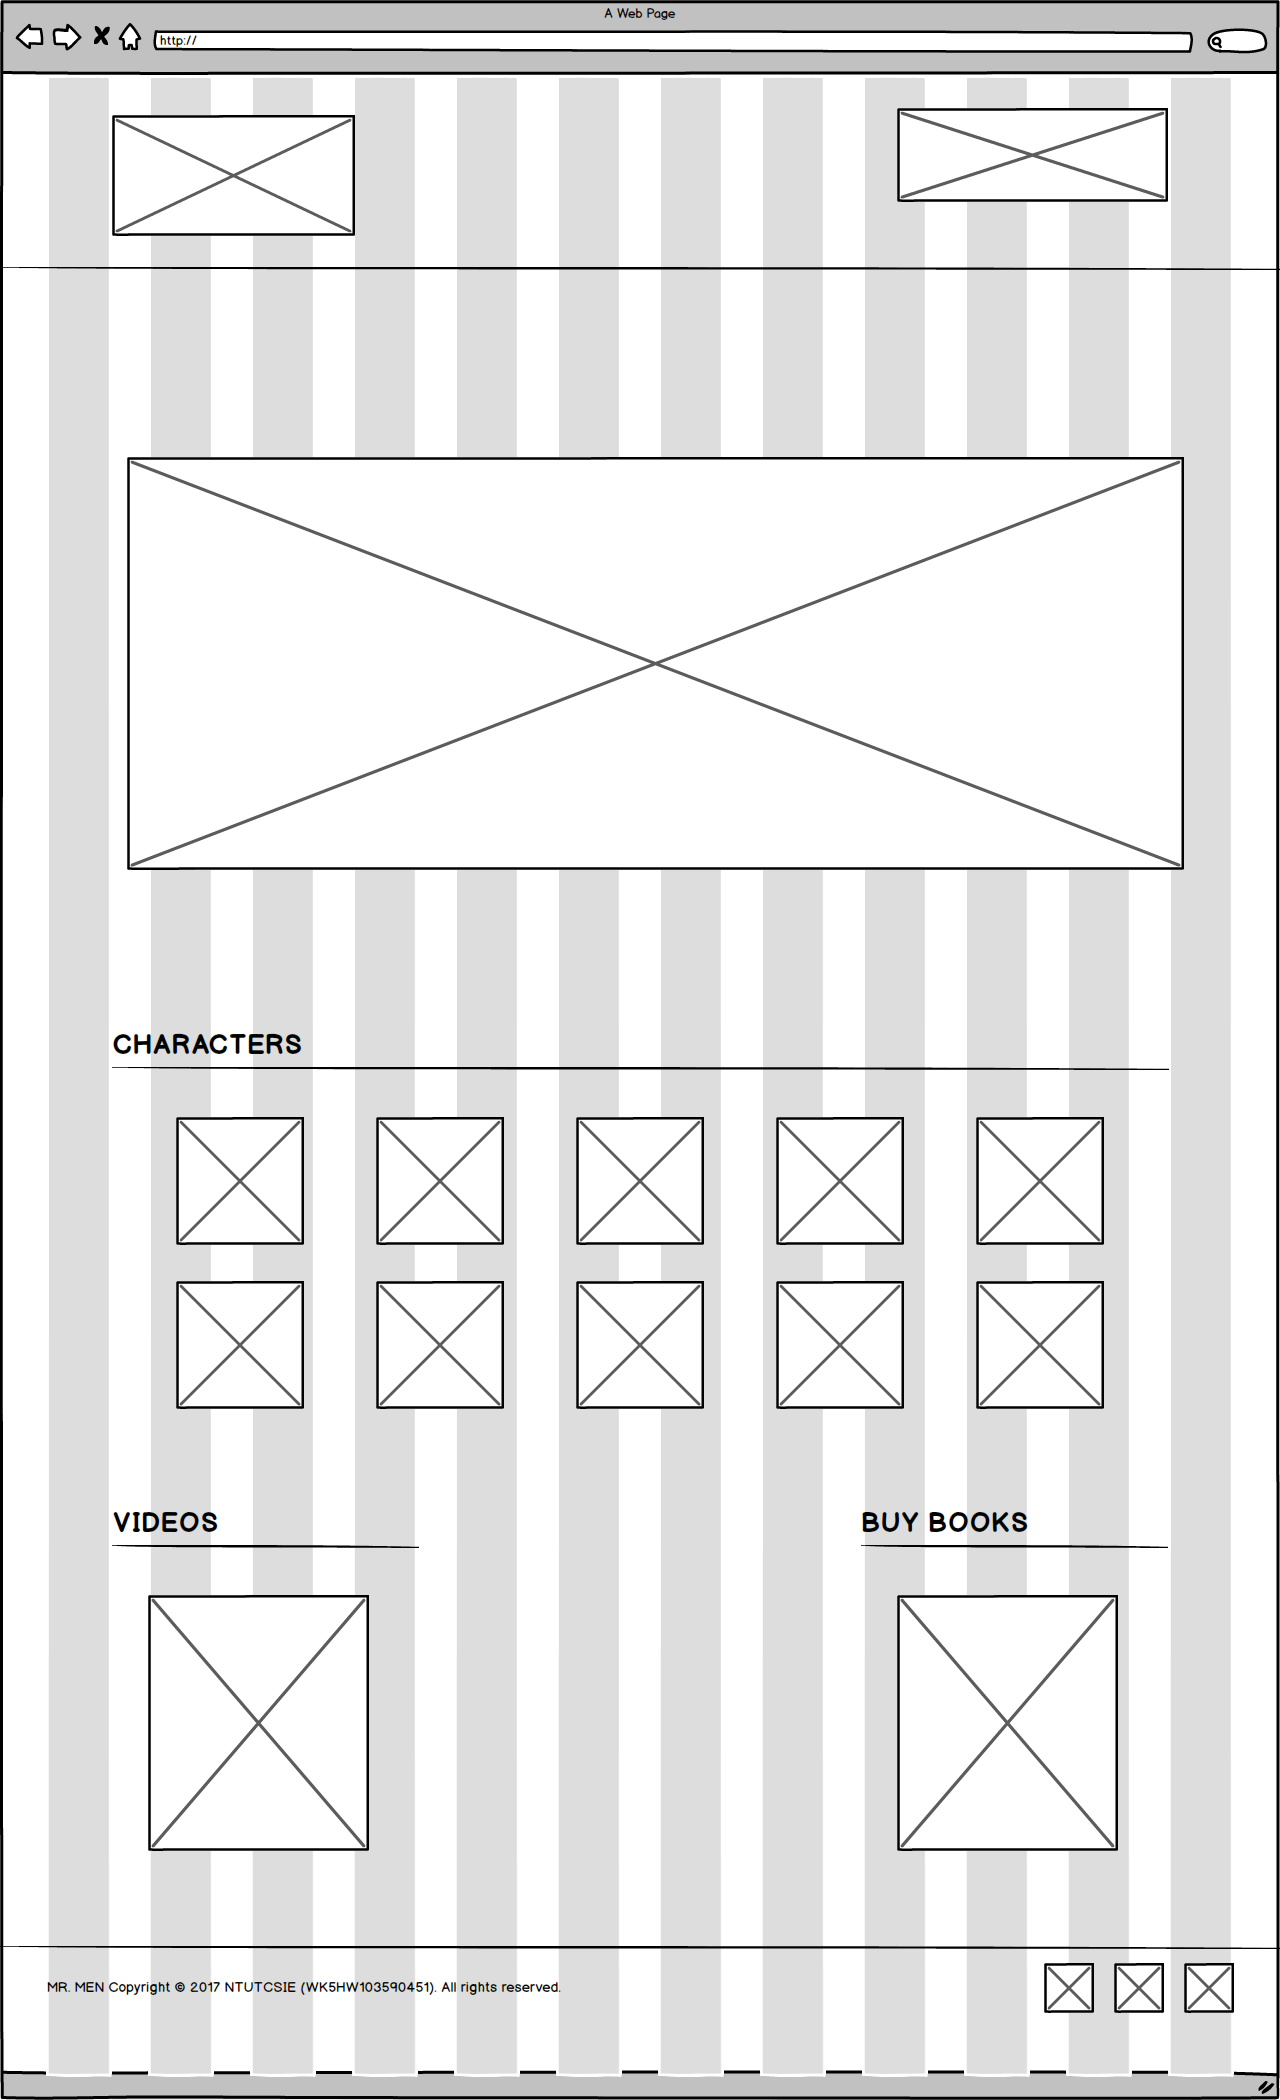 A Web Page
http://
CHARACTERS
VIDEOS
BUY BOOKS
MR. MEN Copyright © 2017 NTUTCSIE (WK5HW103590451). All rights reserved.